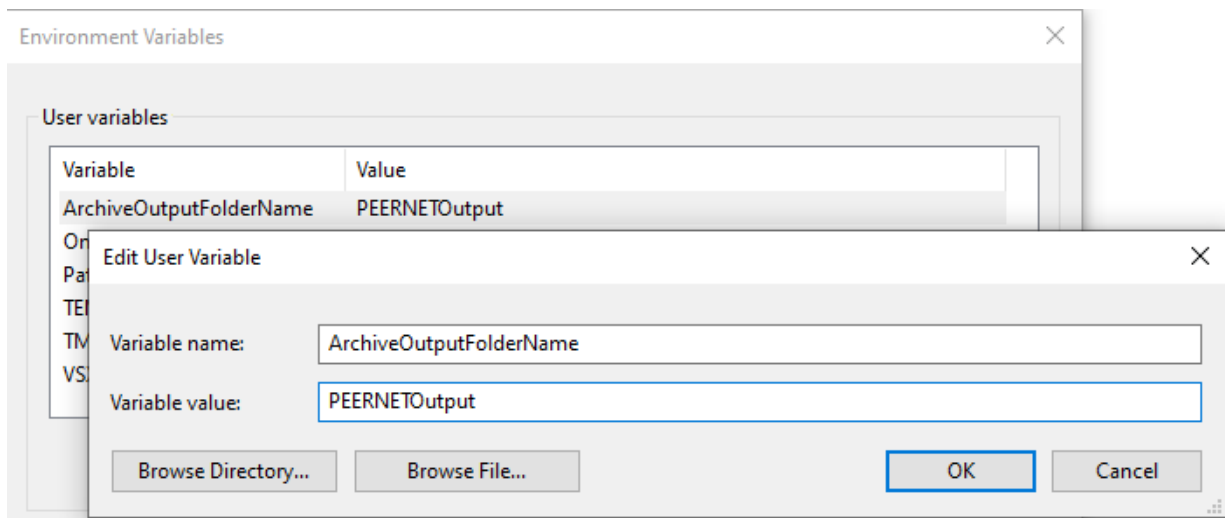 Environment Variables
User variables
Variable Value
ArchiveOutputFolderName PEERNETOutput
Edit User Variable
Variable name: ArchiveOutputFolderName
Variable value: PEERNETOutput
Browse Directory... Browse File... OK Cancel